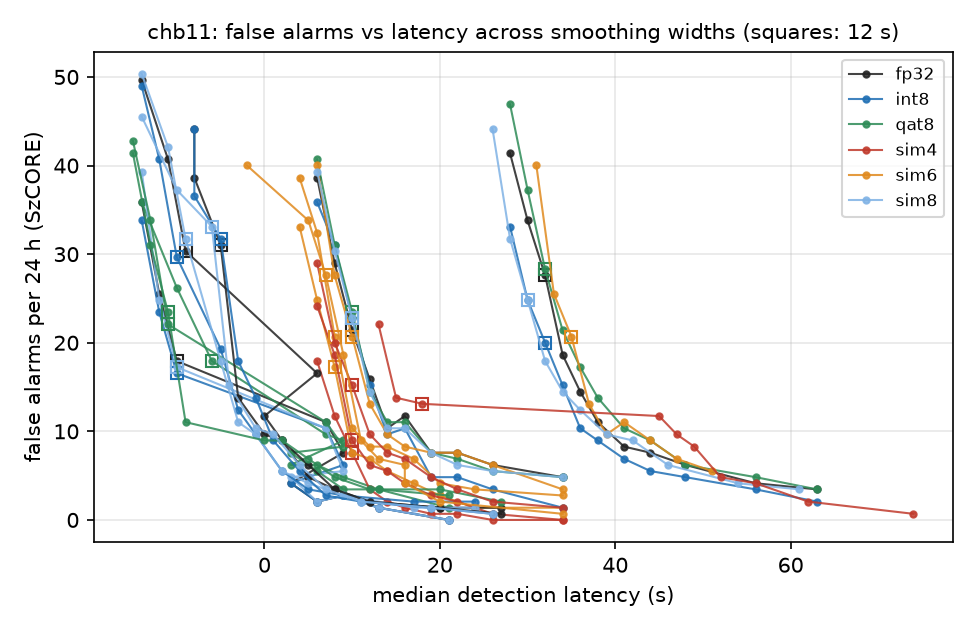 chb11: false alarms vs latency across smoothing widths (squares: 12 s)
false alarms per 24 h (SzCORE)
50
40
30
20
10
0
fp32
int8
qat8
sim4
sim6
sim8
0
20
40
60
median detection latency (s)